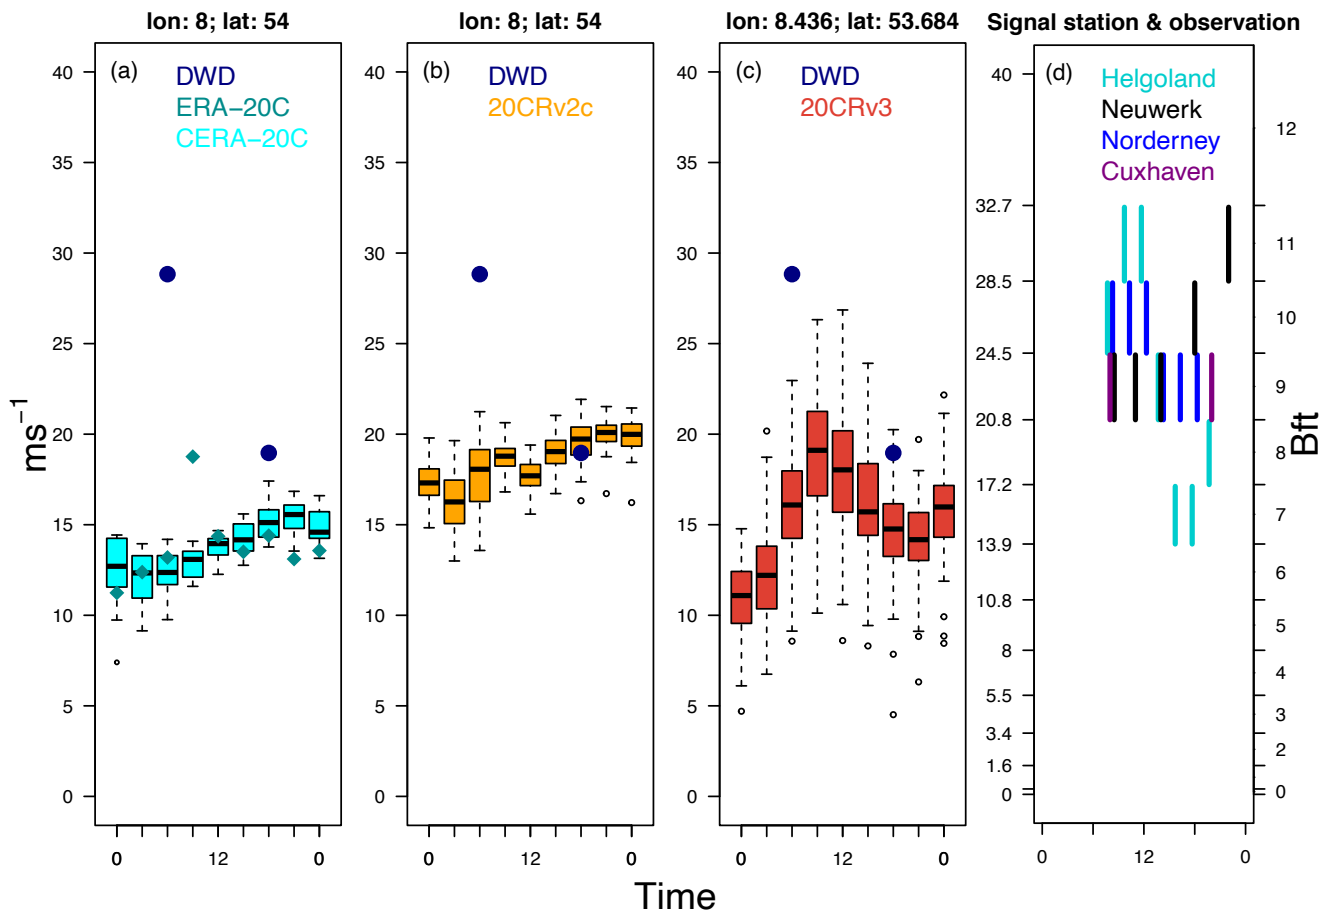 lon: 8; lat: 54
lon: 8; lat: 54
lon: 8.436; lat: 53.684
Signal station & observation
(a)
DWD
ERA−20C
CERA−20C
40
35
30
25
20
15
10
5
0
0
12
0
(b)
DWD
20CRv2c
40
35
30
25
20
15
10
5
0
0
12
0
(c)
DWD
20CRv3
40
35
30
25
20
15
10
5
0
0
12
0
(d)
Helgoland
Neuwerk
Norderney
Cuxhaven
40
32.7
28.5
24.5
20.8
17.2
13.9
10.8
8
5.5
3.4
1.6
0
12
11
10
9
8
7
6
5
4
3
2
0
0
12
0
ms⁻¹
Bft
Time